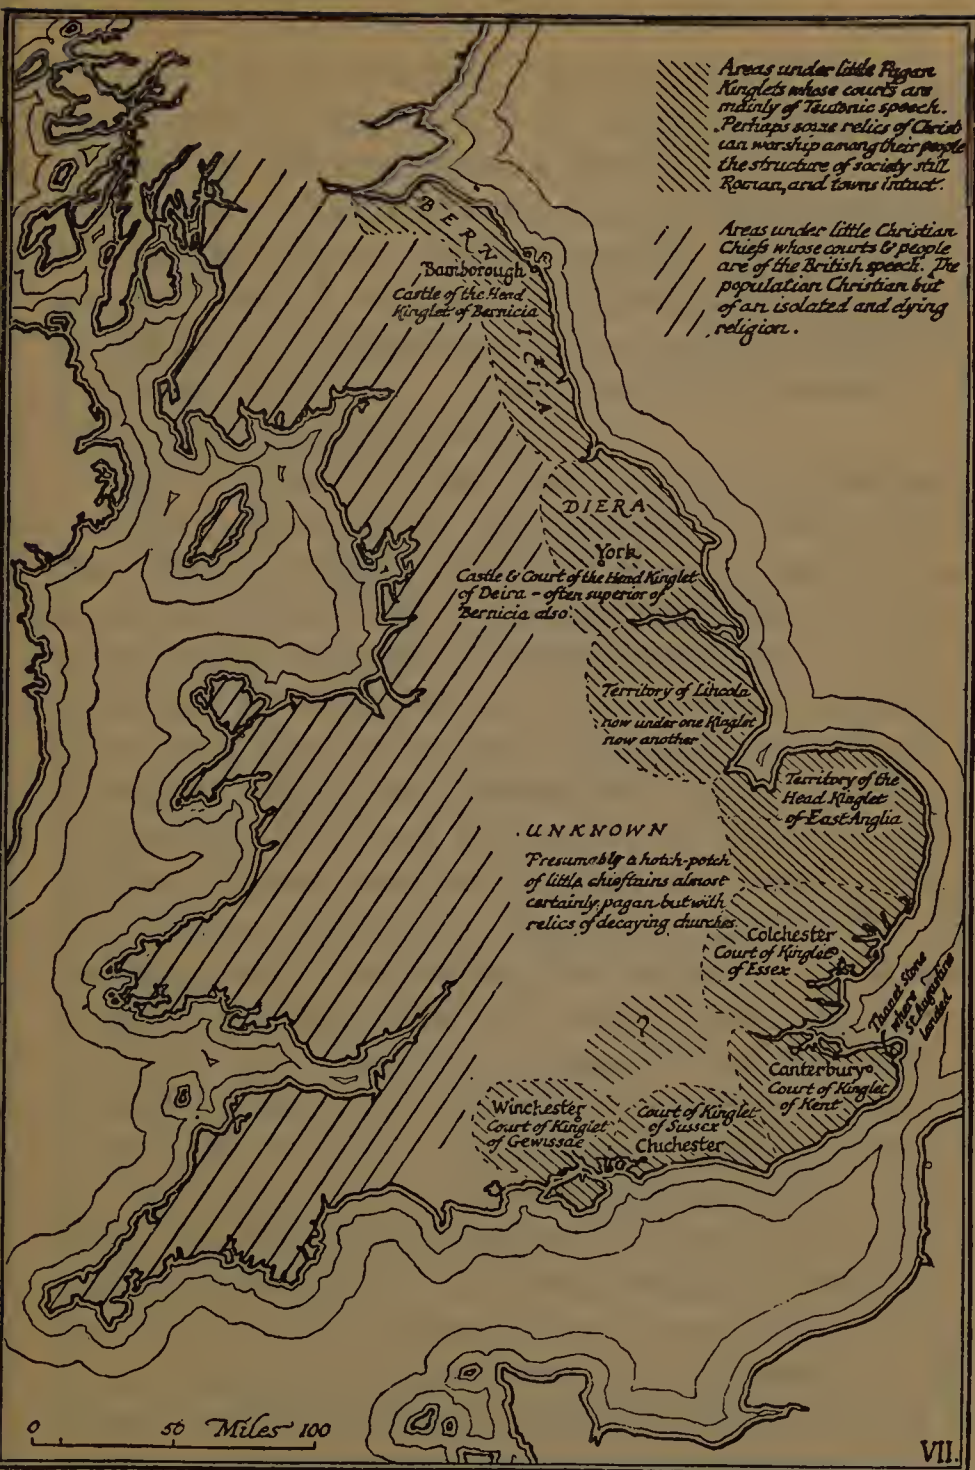 Areas under little Pagan
Kinglets whose courts are
mainly of Teutonic speech.
Perhaps some relics of Christ
ian worship among their people
the structure of society still
Roman, and towns intact.
Areas under little Christian
Chiefs whose courts & people
are of the British speech. The
population Christian but
of an isolated and dying
religion.
BERNICIA
Bamborough
Castle of the Head
Kinglet of Bernicia
DIERA
York
Castle & Court of the Head Kinglet
of Deira – often superior of
Bernicia also.
Territory of Lincoln
now under one Kinglet
now another
Territory of the
Head Kinglet
of East Anglia
UNKNOWN
Presumably a hotch-potch
of little chieftains almost
certainly pagan but with
relics of decaying churches.
Colchester
Court of Kinglet
of Essex
Thanet Stone
where
St. Augustine
landed
?
Canterbury
Court of Kinglet
of Kent
Winchester
Court of Kinglet
of Gewissae
Court of Kinglet
of Sussex
Chichester
0 50 Miles 100
VII.